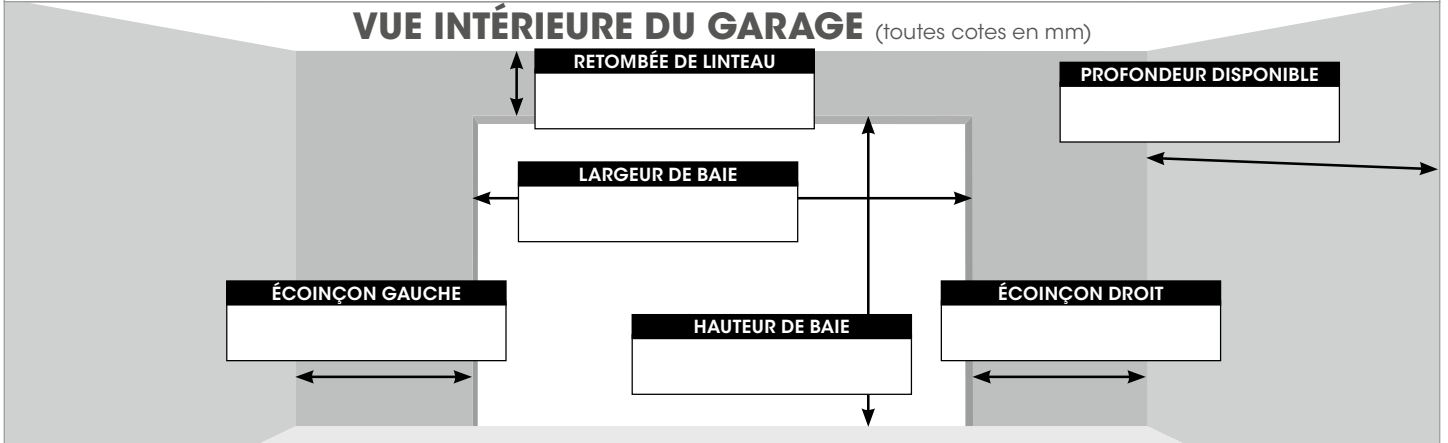 VUE INTÉRIEURE DU GARAGE (toutes cotes en mm)
RETOMBÉE DE LINTEAU
PROFONDEUR DISPONIBLE
LARGEUR DE BAIE
ÉCOINÇON GAUCHE
ÉCOINÇON DROIT
HAUTEUR DE BAIE